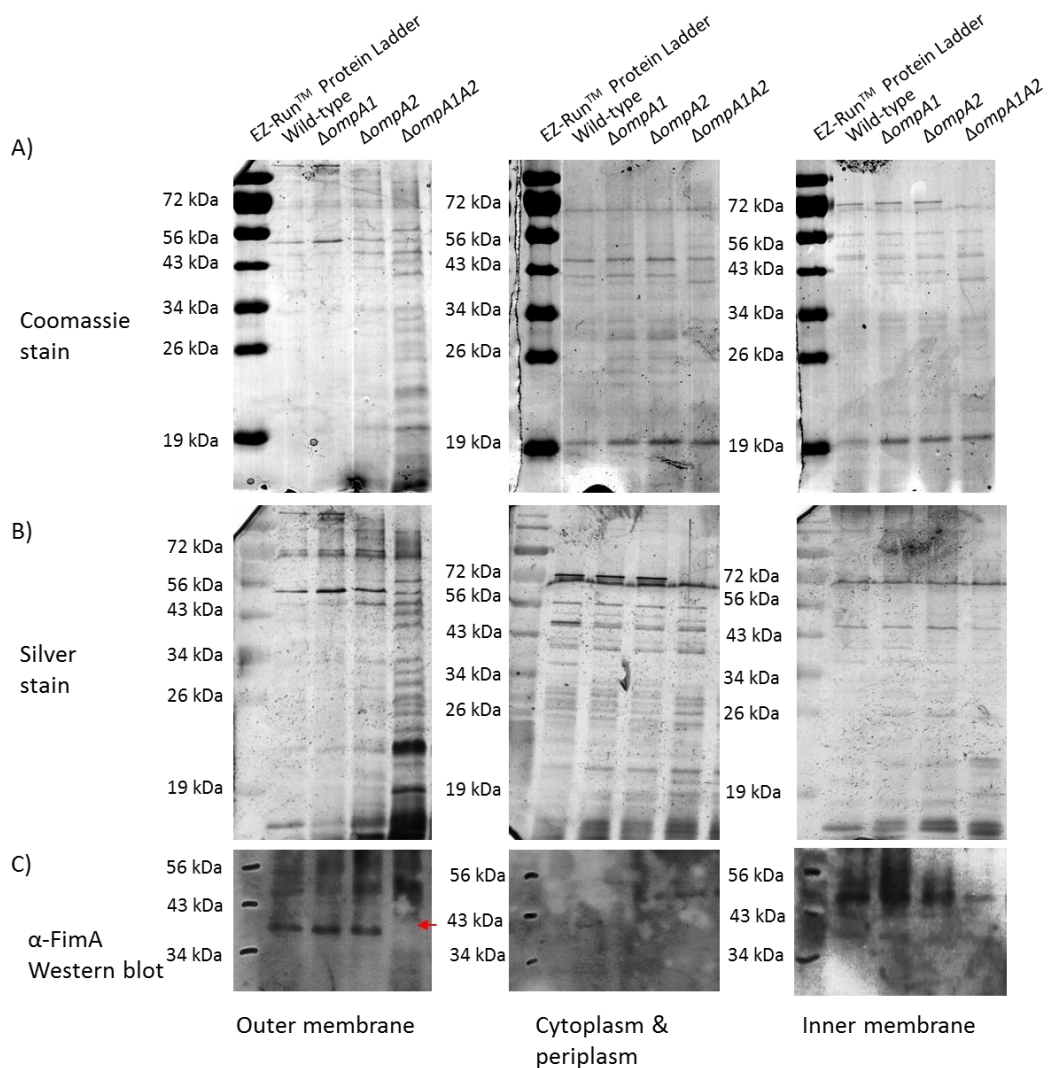 EZ-Run™ Protein Ladder
Wild-type
ΔompA1
ΔompA2
ΔompA1A2
EZ-Run™ Protein Ladder
Wild-type
ΔompA1
ΔompA2
ΔompA1A2
EZ-Run™ Protein Ladder
Wild-type
ΔompA1
ΔompA2
ΔompA1A2
A)
Coomassie
stain
72 kDa
56 kDa
43 kDa
34 kDa
26 kDa
19 kDa
72 kDa
56 kDa
43 kDa
34 kDa
26 kDa
19 kDa
72 kDa
56 kDa
43 kDa
34 kDa
26 kDa
19 kDa
B)
Silver
stain
72 kDa
56 kDa
43 kDa
34 kDa
26 kDa
19 kDa
72 kDa
56 kDa
43 kDa
34 kDa
26 kDa
19 kDa
72 kDa
56 kDa
43 kDa
34 kDa
26 kDa
19 kDa
C)
α-FimA
Western blot
56 kDa
43 kDa
34 kDa
56 kDa
43 kDa
34 kDa
56 kDa
43 kDa
34 kDa
Outer membrane
Cytoplasm &
periplasm
Inner membrane